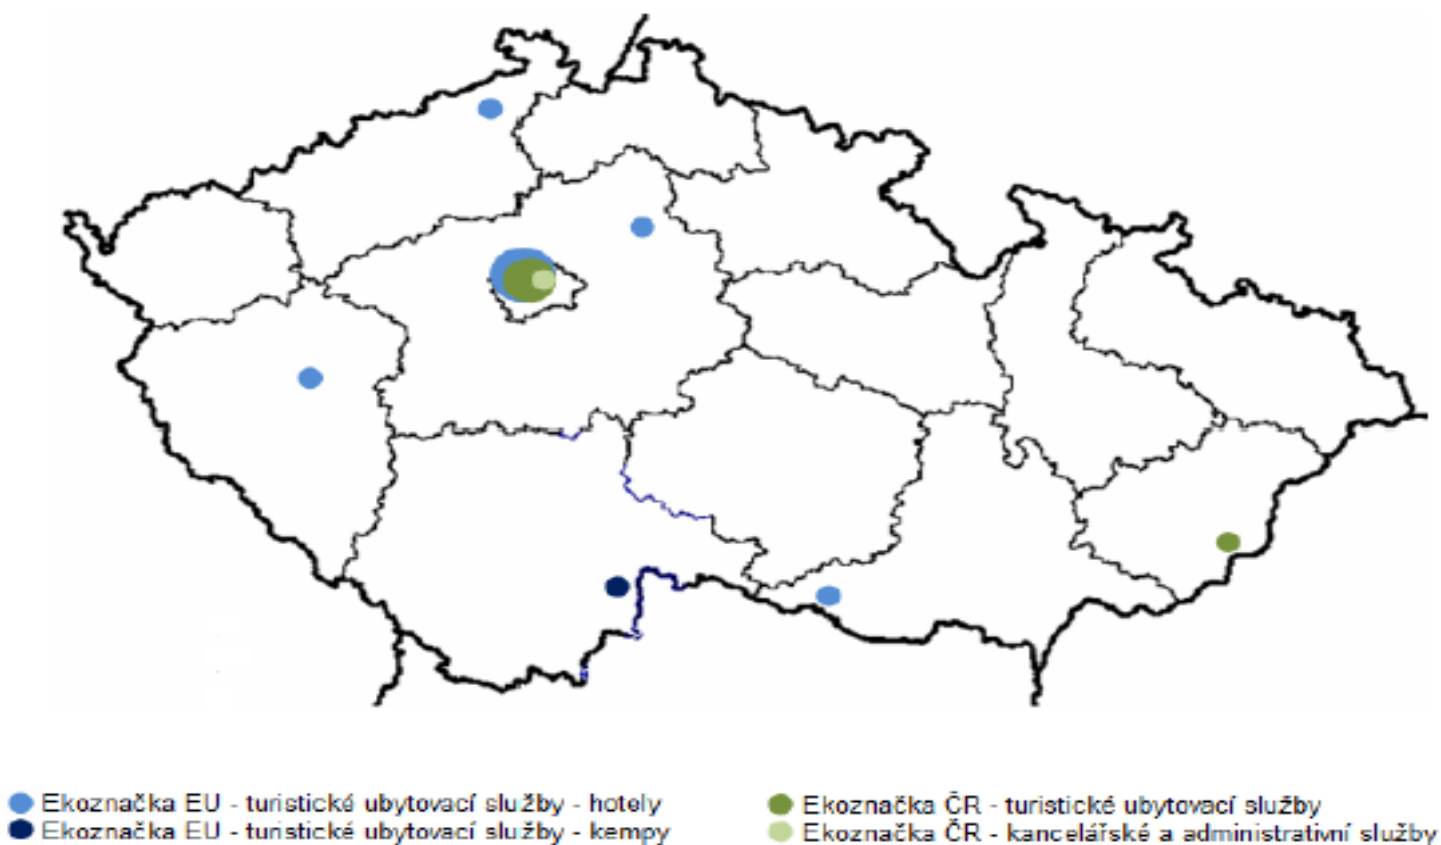 Ekoznačka EU - turistické ubytovací služby - hotely
Ekoznačka EU - turistické ubytovací služby - kempy
Ekoznačka ČR - turistické ubytovací služby
Ekoznačka ČR - kancelářské a administrativní služby